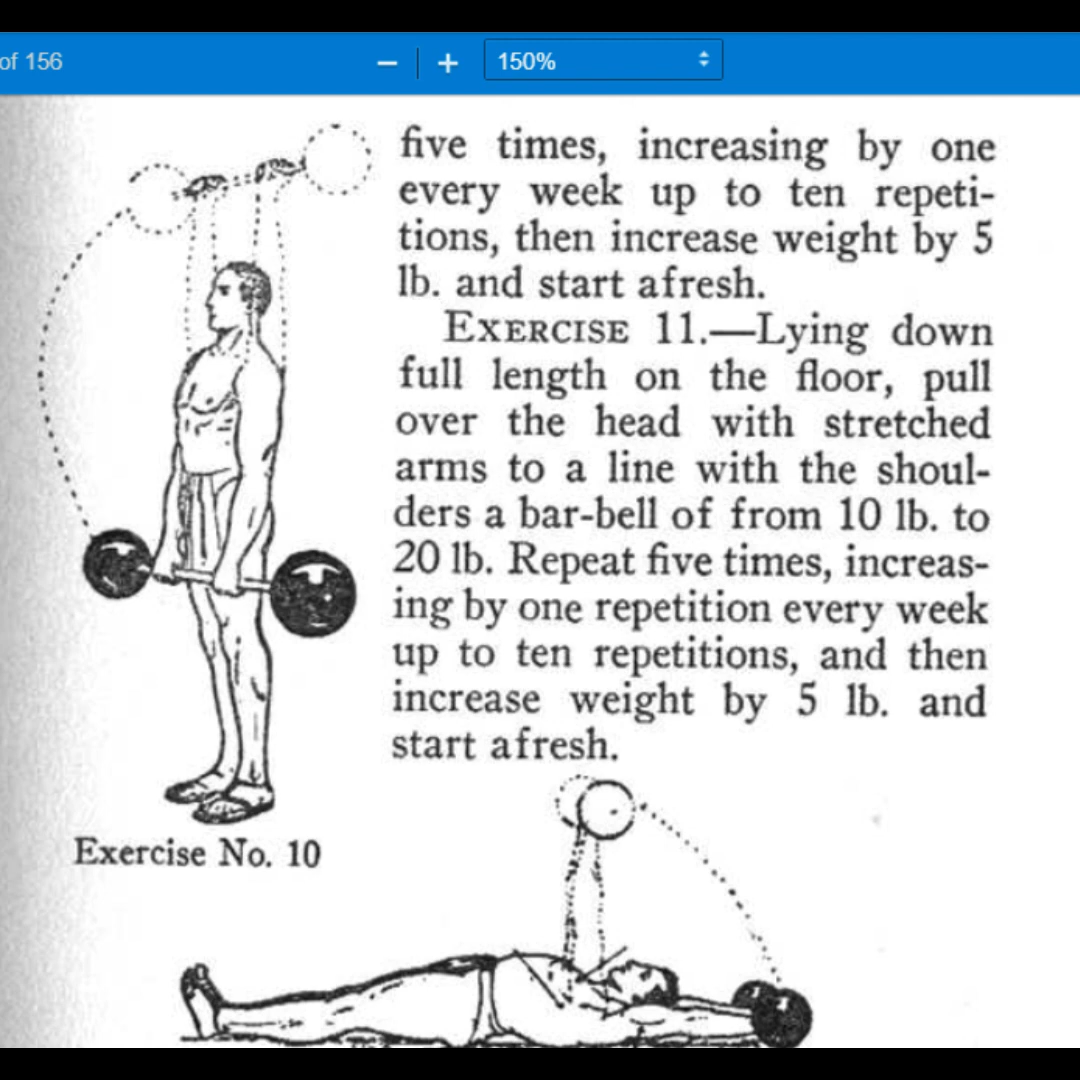 of 156
150%
five times, increasing by one
every week up to ten repeti-
tions, then increase weight by 5
lb. and start afresh.
EXERCISE 11.—Lying down
full length on the floor, pull
over the head with stretched
arms to a line with the shoul-
ders a bar-bell of from 10 lb. to
20 lb. Repeat five times, increas-
ing by one repetition every week
up to ten repetitions, and then
increase weight by 5 lb. and
start afresh.
Exercise No. 10